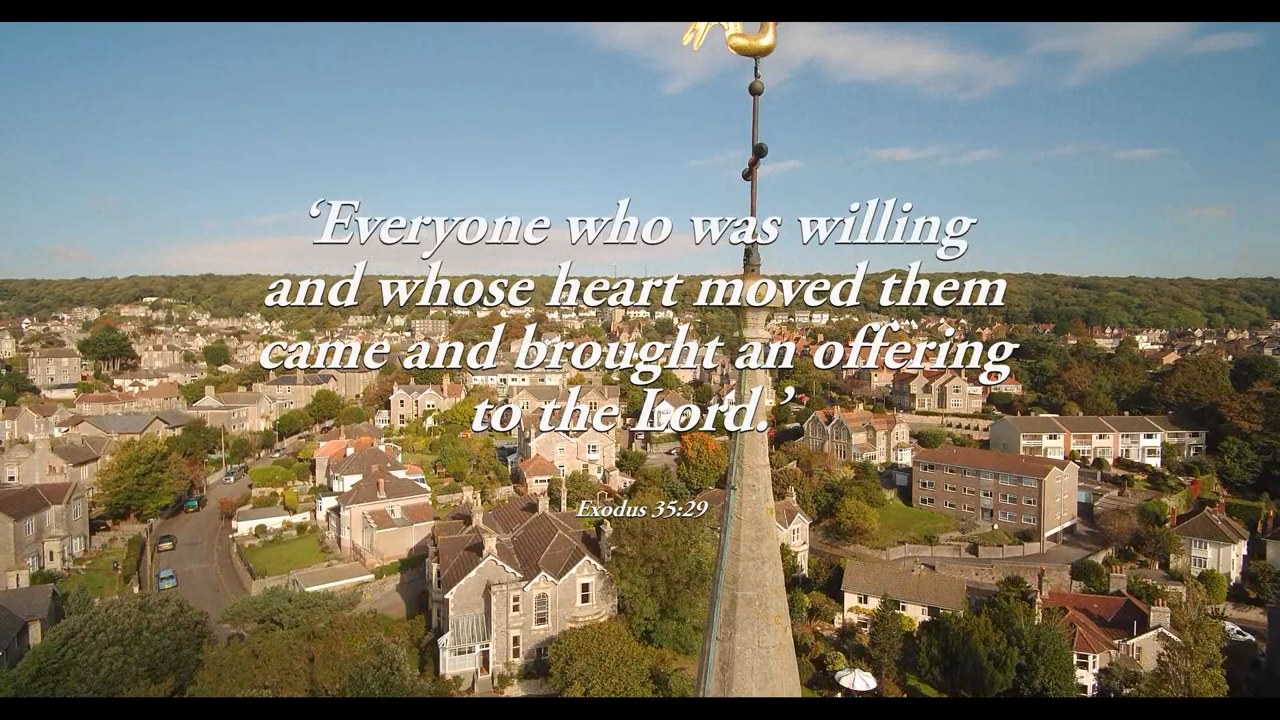 ‘Everyone who was willing
and whose heart moved them
came and brought an offering
to the Lord.’
Exodus 35:29